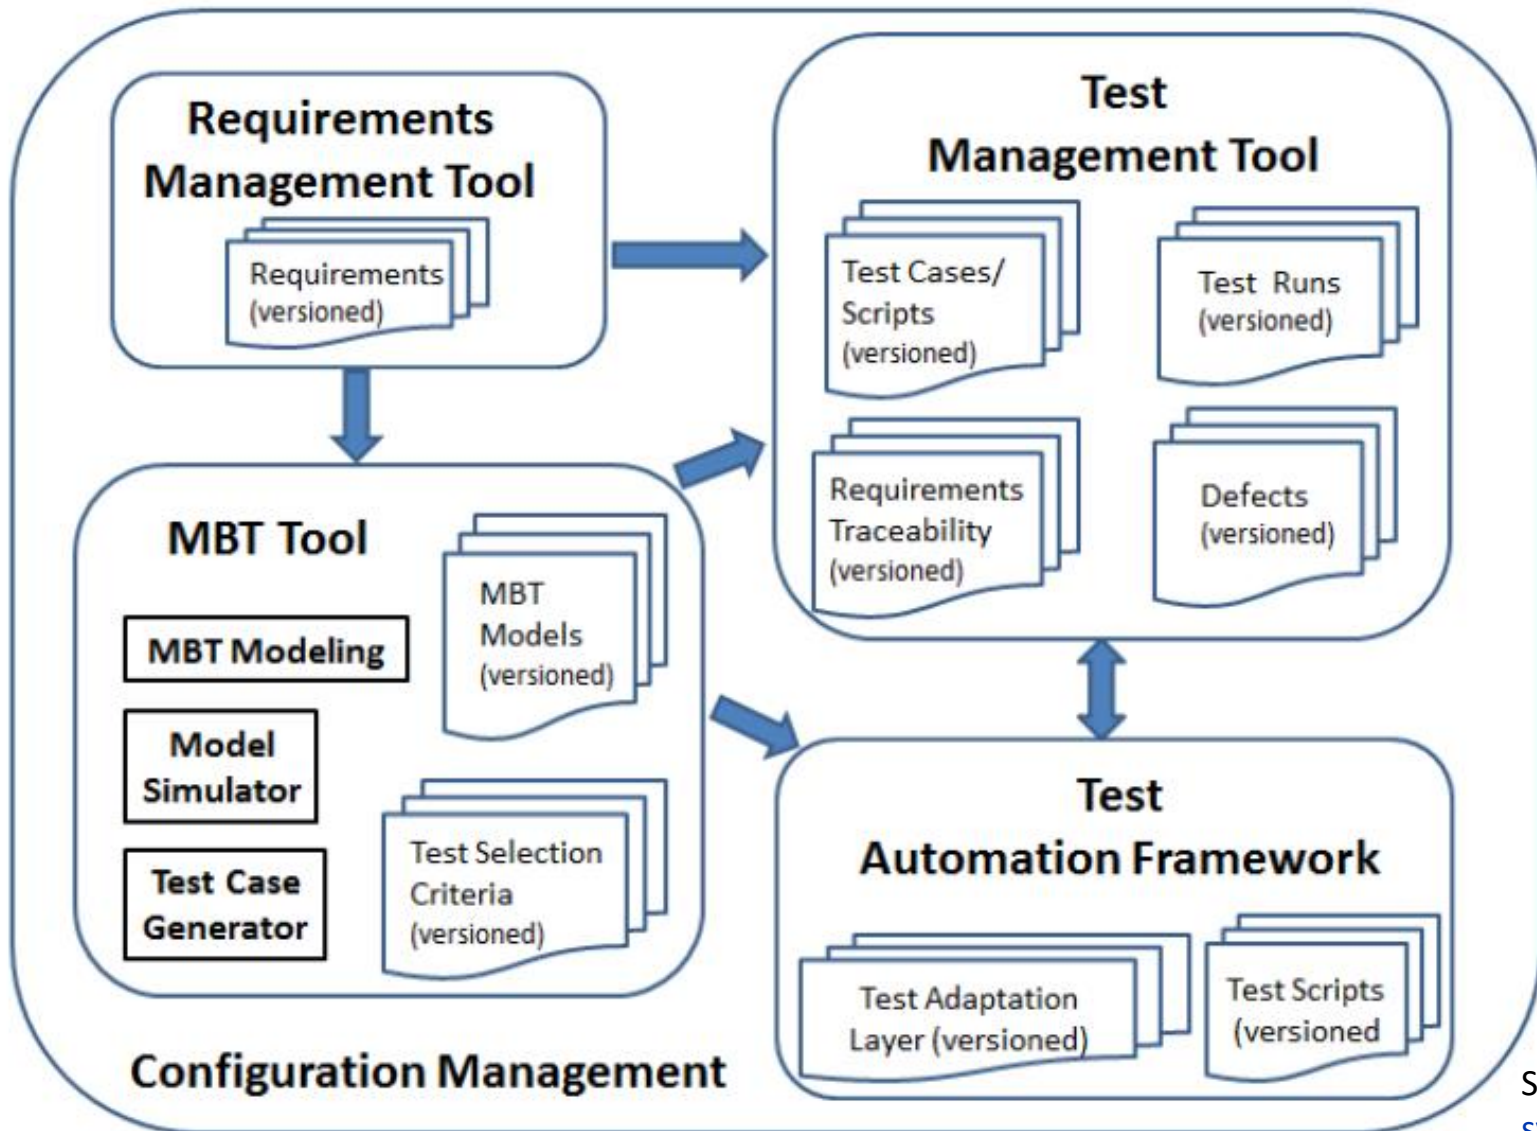 Requirements
Management Tool
Requirements
(versioned)
Test
Management Tool
Test Cases/
Scripts
(versioned)
Test Runs
(versioned)
Requirements
Traceability
(versioned)
Defects
(versioned)
MBT Tool
MBT Modeling
Model
Simulator
Test Case
Generator
MBT
Models
(versioned)
Test Selection
Criteria
(versioned)
Test
Automation Framework
Test Adaptation
Layer (versioned)
Test Scripts
(versioned
Configuration Management
S